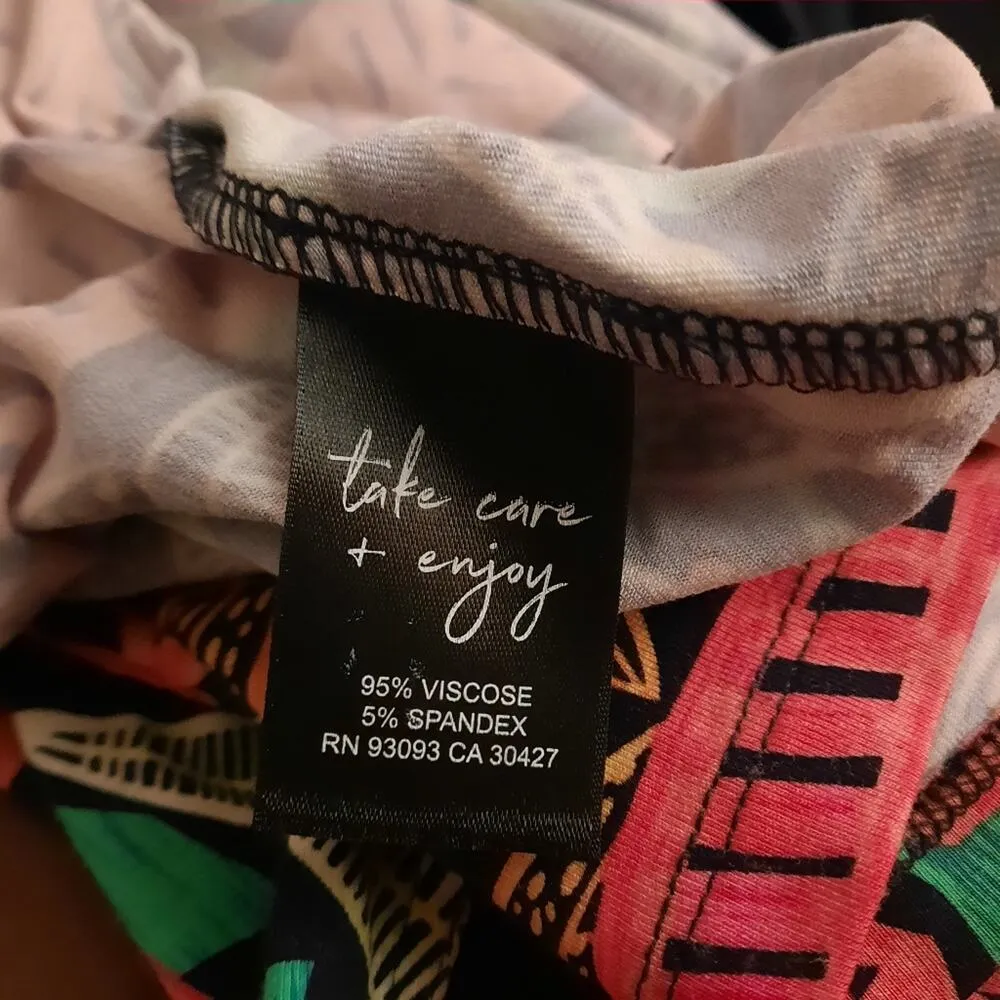 take care
+ enjoy
95% VISCOSE
5% SPANDEX
RN 93093 CA 30427